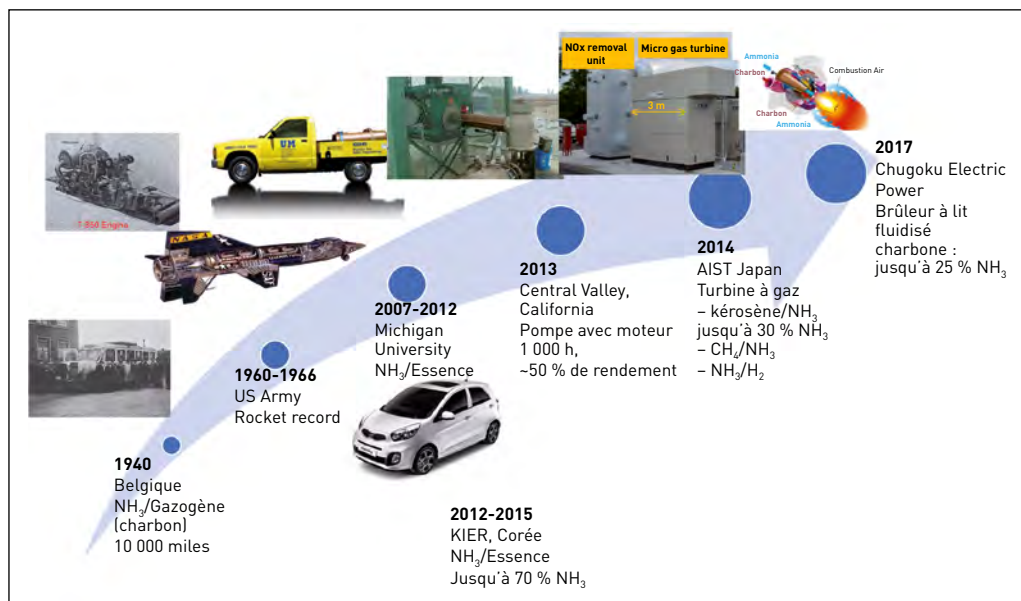 NOx removal
unit
Micro gas turbine
3 m
Ammonia
Charbon
Combustion Air
Charbon
Ammonia
UM
NASA
1940
Belgique
NH₃/Gazogène
(charbon)
10 000 miles
1960-1966
US Army
Rocket record
2007-2012
Michigan
University
NH₃/Essence
2012-2015
KIER, Corée
NH₃/Essence
Jusqu'à 70 % NH₃
2013
Central Valley,
California
Pompe avec moteur
1 000 h,
~50 % de rendement
2014
AIST Japan
Turbine à gaz
– kérosène/NH₃
jusqu'à 30 % NH₃
– CH₄/NH₃
– NH₃/H₂
2017
Chugoku Electric
Power
Brûleur à lit
fluidisé
charbone :
jusqu'à 25 % NH₃